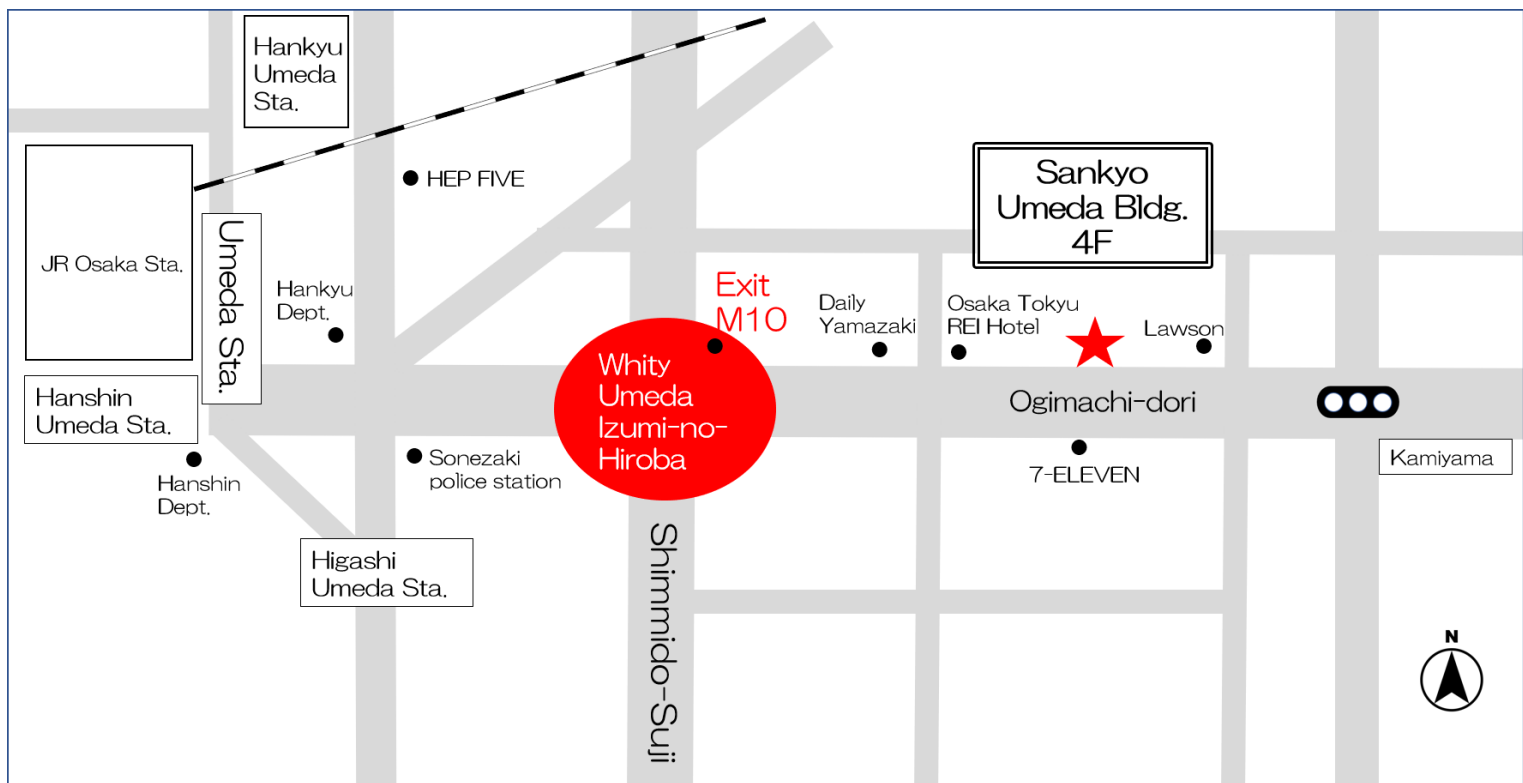 Hankyu
Umeda
Sta.
HEP FIVE
Sankyo
Umeda Bldg.
4F
JR Osaka Sta.
Umeda Sta.
Hankyu
Dept.
Exit
M10
Daily
Yamazaki
Osaka Tokyu
REI Hotel
Lawson
Whity
Umeda
Izumi-no-
Hiroba
Ogimachi-dori
Hanshin
Umeda Sta.
Hanshin
Dept.
Sonezaki
police station
7-ELEVEN
Kamiyama
Higashi
Umeda Sta.
Shimmido-Suji
N